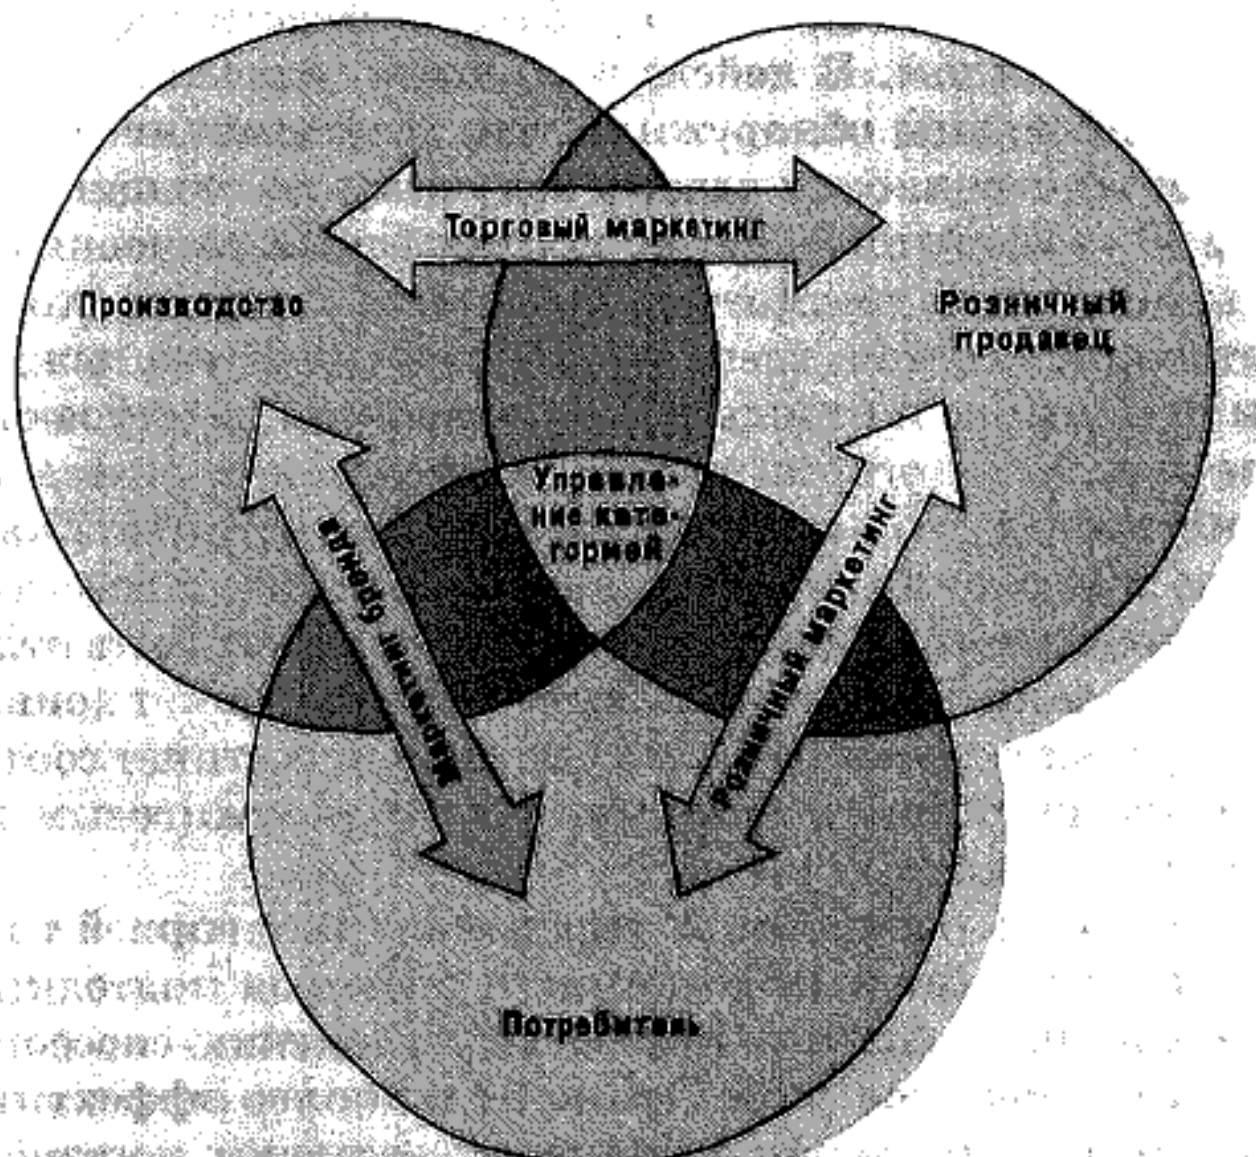 Торговый маркетинг
Производство
Розничный
продавец
Управле-
ние кате-
горией
Маркетинг бренда
Розничный маркетинг
Потребитель